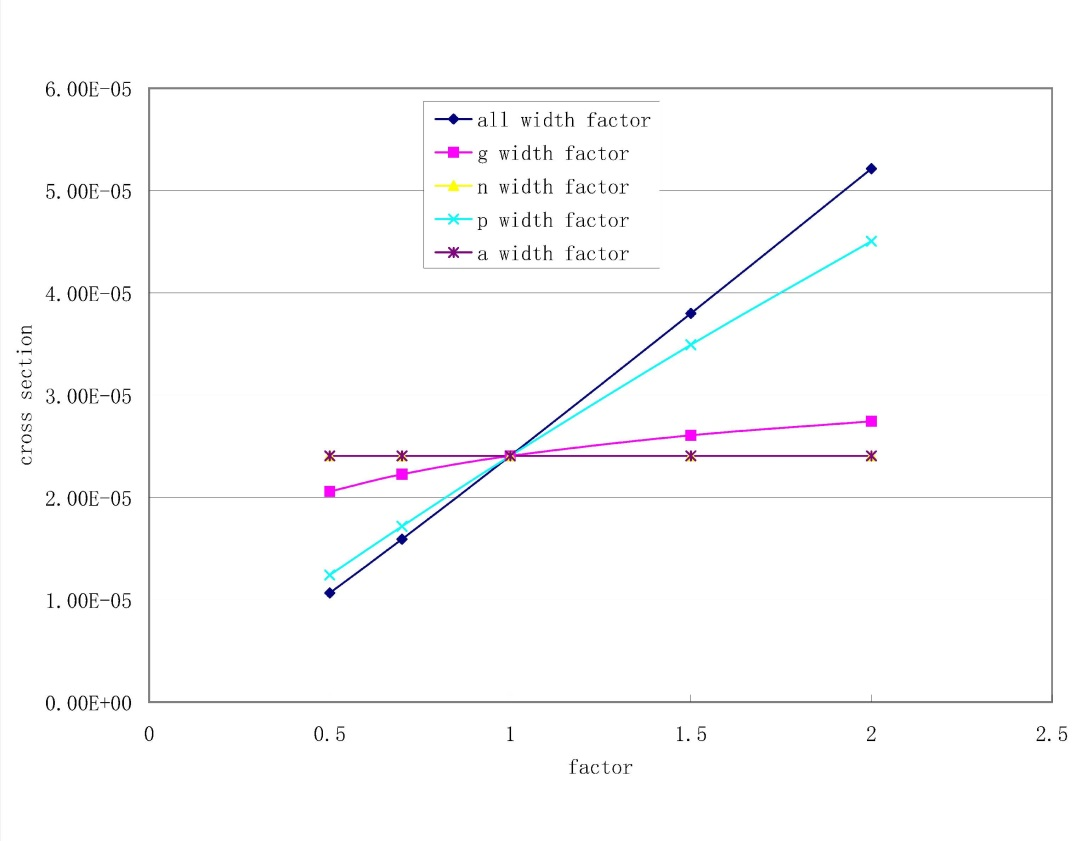 6.00E-05
5.00E-05
4.00E-05
3.00E-05
2.00E-05
1.00E-05
0.00E+00
cross section
all width factor
g width factor
n width factor
p width factor
a width factor
0 0.5 1 1.5 2 2.5
factor